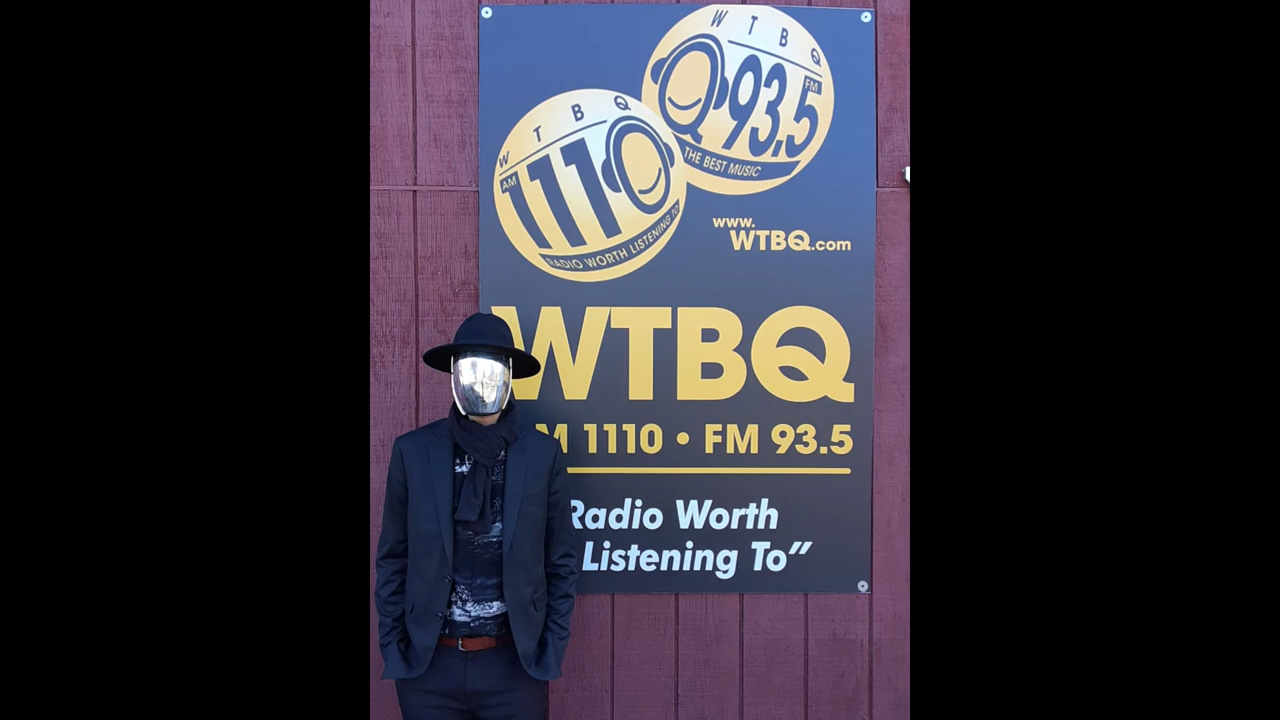 WTBQ
Q93.5 FM
THE BEST MUSIC
WTBQ
AM 1110
RADIO WORTH LISTENING TO
www.
WTBQ.com
WTBQ
M 1110 • FM 93.5
Radio Worth
Listening To”